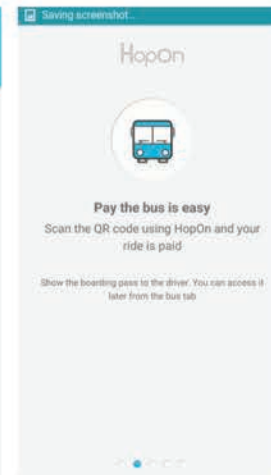 Saving screenshot...
HopOn
Pay the bus is easy
Scan the QR code using HopOn and your
ride is paid
Show the boarding pass to the driver. You can access it
later from the bus tab